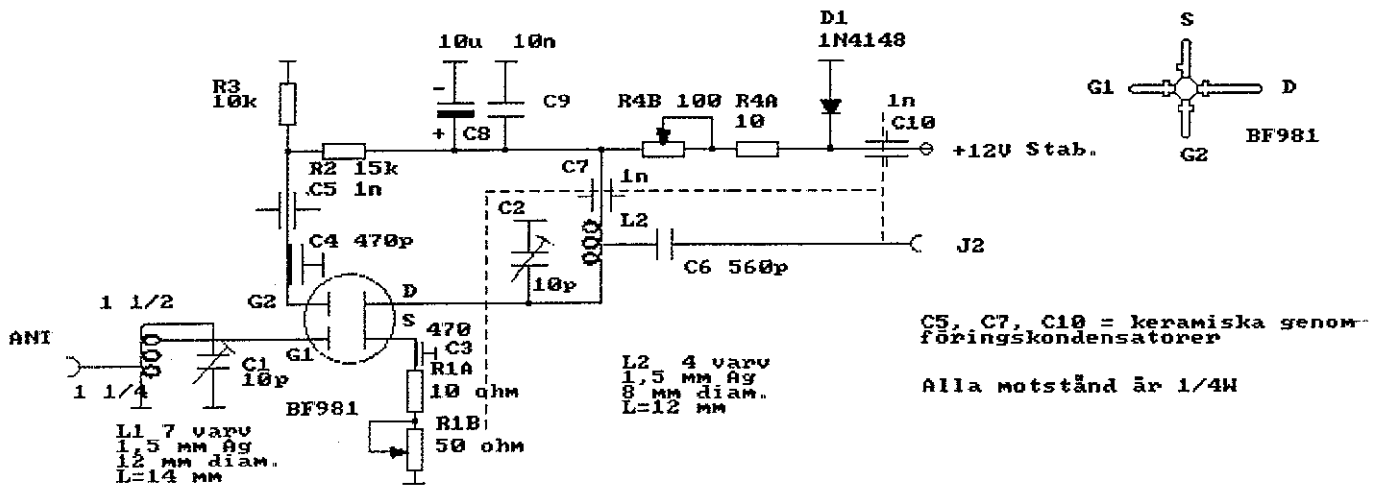 10u 10n
D1
1N4148
S
R3
10k
C9
R4B 100 R4A
10
1n
C10
G1
D
- 
+ C8
BF981
G2
+12V Stab.
R2 15k
C5 1n
C7
1n
C2
L2
C4 470p
J2
C6 560p
10p
1 1/2
G2
D
S
ANT
G1
470
C3
C1
10p
R1A
10 ohm
1 1/4
BF981
R1B
50 ohm
L1 7 varv
1,5 mm Ag
12 mm diam.
L=14 mm
L2 4 varv
1,5 mm Ag
8 mm diam.
L=12 mm
C5, C7, C10 = keramiska genom-
föringskondensatorer
Alla motstånd är 1/4W